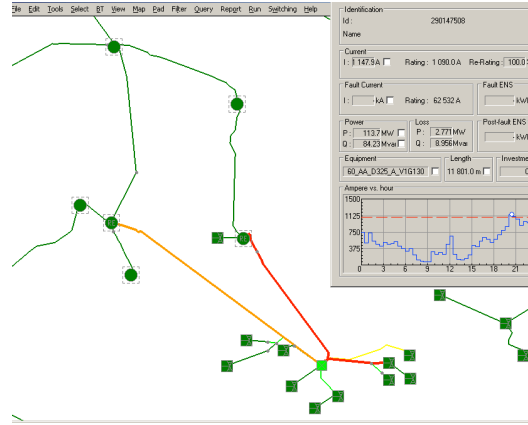 File Edit Tools Select BT View Map Pad Filter Query Report Run Switching Help
Identification
Id : 290147508
Name
Current
I : 1 147.9 A Rating : 1 090.0 A Re-Rating : 100.0
Fault Current Fault ENS
I : - kA Rating : 62 532 A - kW
Power Loss Post-fault ENS
P : 113.7 MW P : 2.771 MW - kW
Q : 84.23 Mvar Q : 8.956 Mvar
Equipment Length Investme
60_AA_D325_A_V1G130 11 801.0 m 0
Ampere vs. hour
1500
1125
750
375
0 3 6 9 12 15 18 21